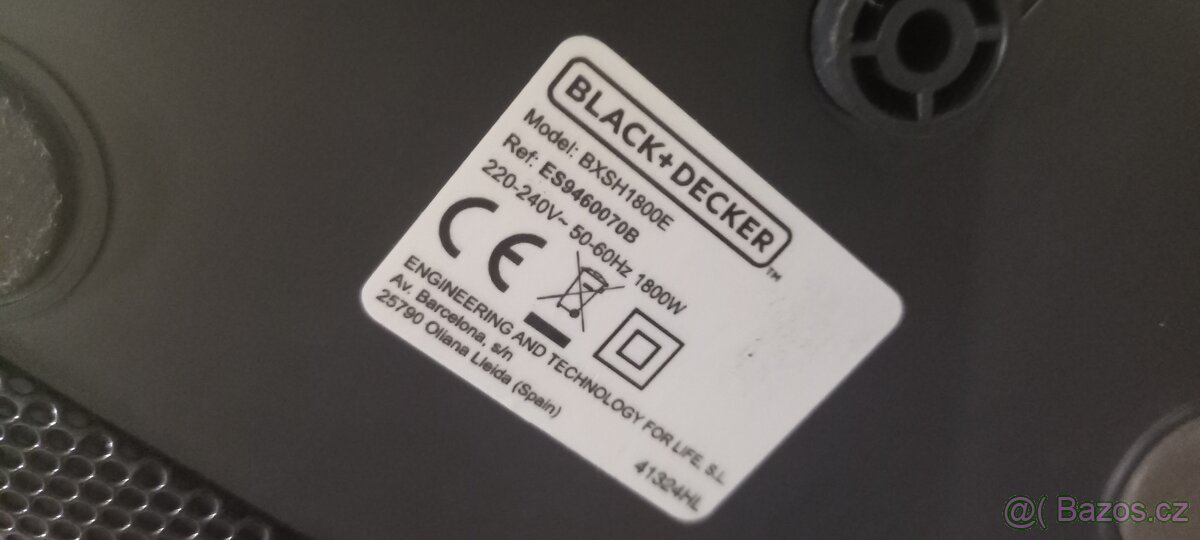 BLACK+DECKER™
Model: BXSH1800E
Ref: ES9460070B
220-240V~ 50-60Hz 1800W
CE
ENGINEERING AND TECHNOLOGY FOR LIFE, S.L
Av. Barcelona, s/n
25790 Oliana Lleida (Spain)
41324HL
@( Bazos.cz